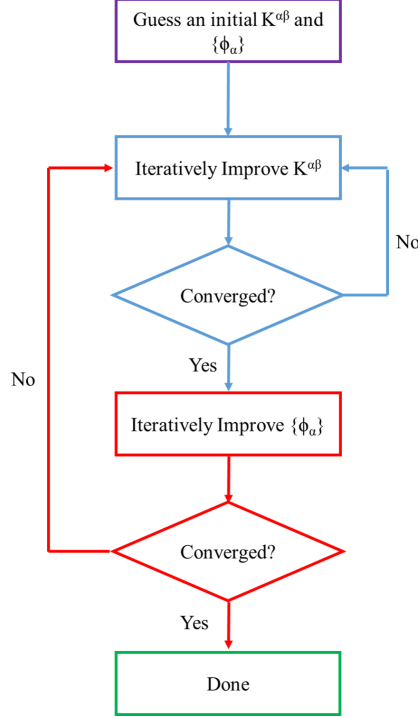 Guess an initial K^αβ and
{ϕ_α}
Iteratively Improve K^αβ
No
Converged?
Yes
No
Iteratively Improve {ϕ_α}
Converged?
Yes
Done